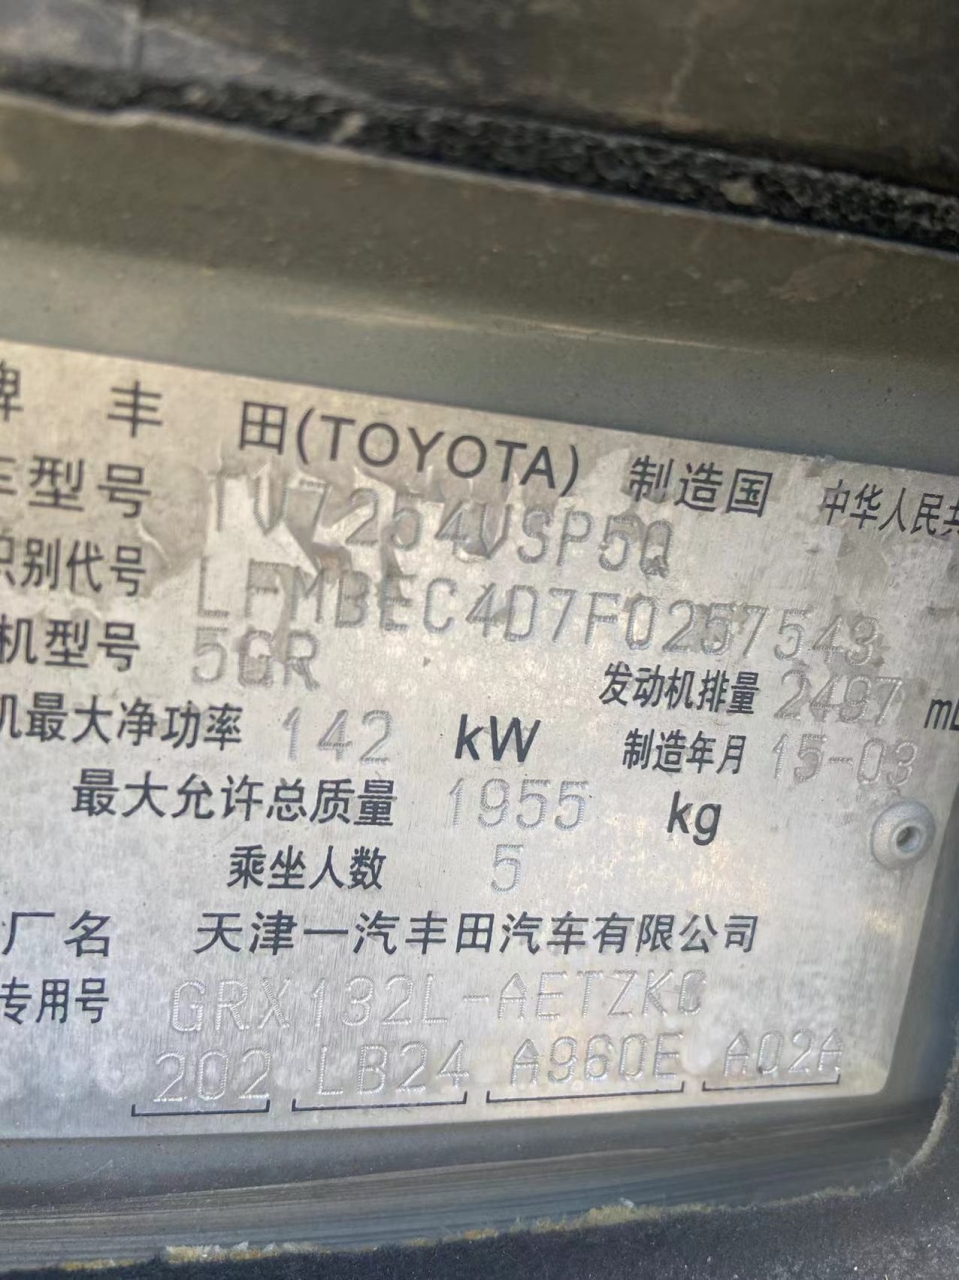 牌 丰 田(TOYOTA) 制造国 中华人民共
车型号 TV7254VSP5Q
识别代号 LFMBEC4D7F0257543
机型号 5GR 发动机排量 2497 mL
机最大净功率 142 kW 制造年月 15-03
最大允许总质量 1955 kg
乘坐人数 5
厂名 天津一汽丰田汽车有限公司
专用号 GRX132L-AETZKC
202 LB24 A960E A02A